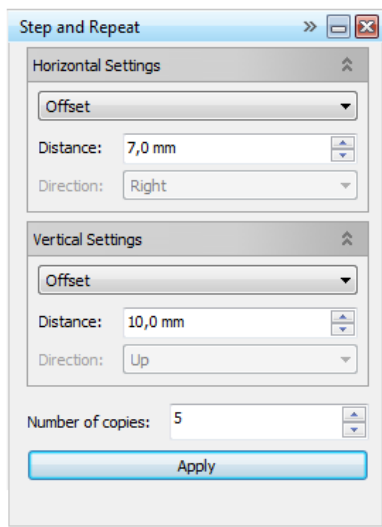 Step and Repeat
Horizontal Settings
Offset
Distance: 7,0 mm
Direction: Right
Vertical Settings
Offset
Distance: 10,0 mm
Direction: Up
Number of copies: 5
Apply